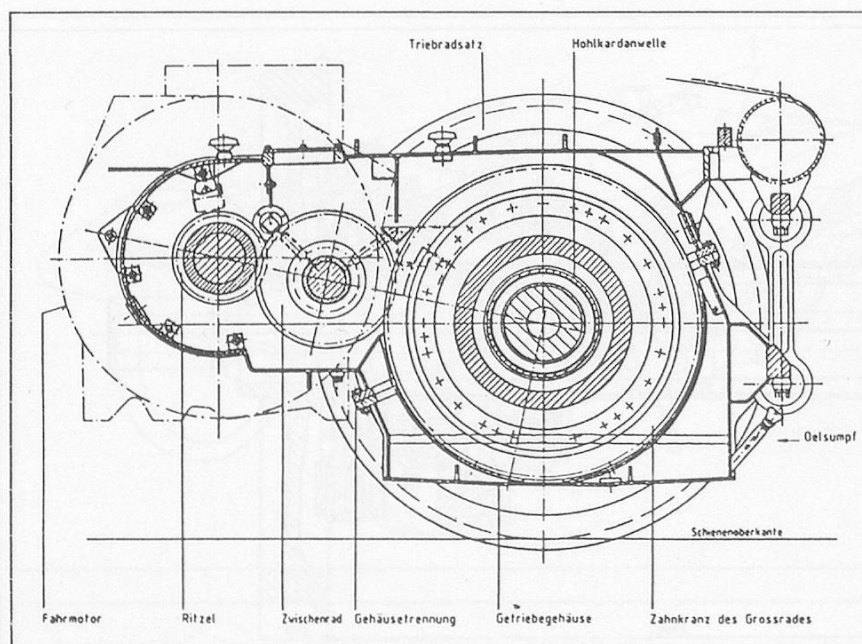 Triebradsatz Hohlkardanwelle
Oelsumpf
Schienenoberkante
Fahrmotor Ritzel Zwischenrad Gehäusetrennung Getriebegehäuse Zahnkranz des Grossrades